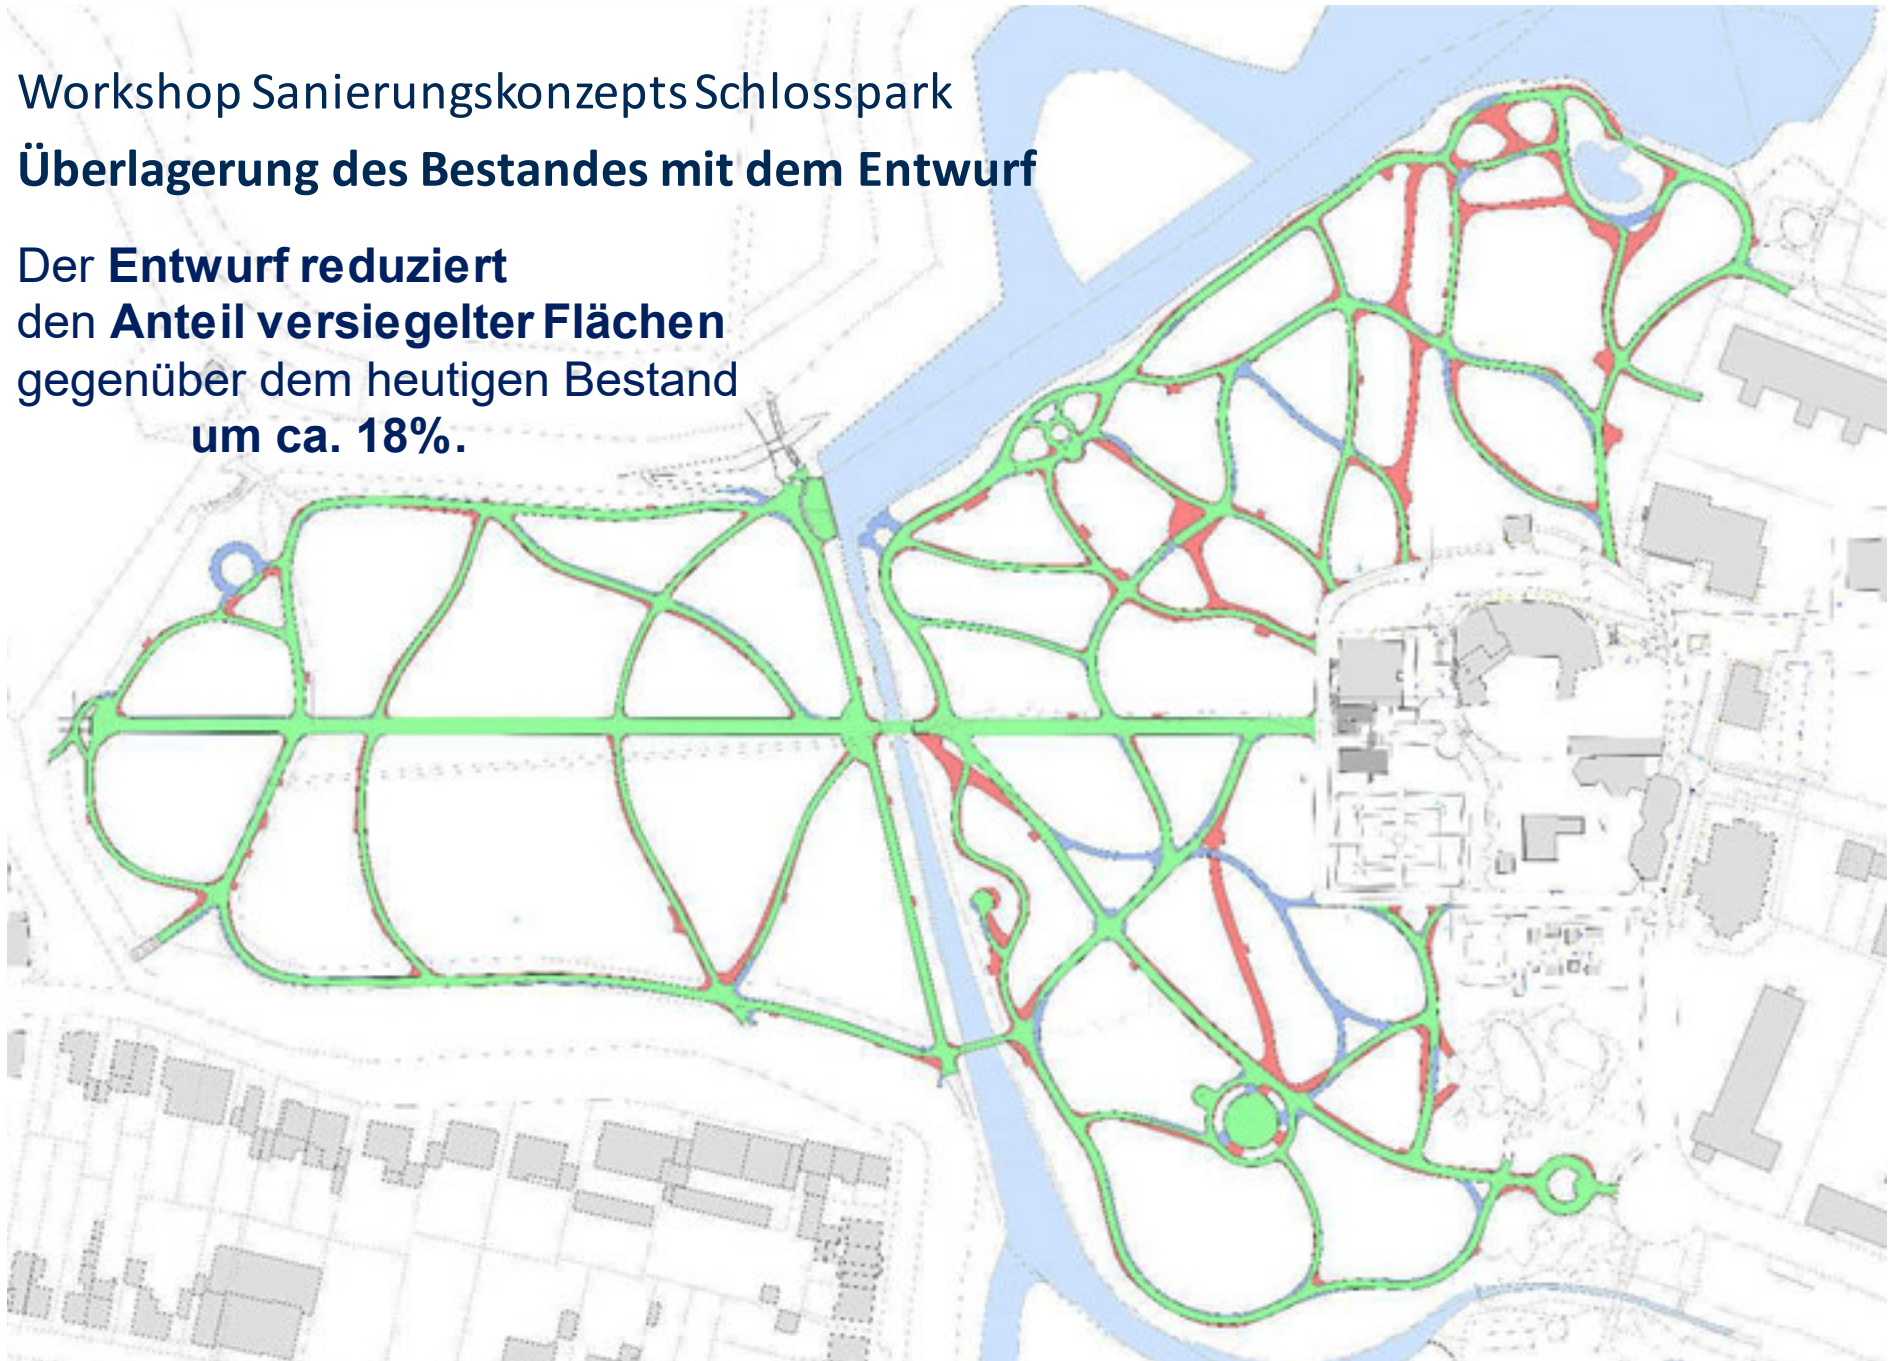 Workshop Sanierungskonzepts Schlosspark
Überlagerung des Bestandes mit dem Entwurf
Der Entwurf reduziert
den Anteil versiegelter Flächen
gegenüber dem heutigen Bestand
um ca. 18%.